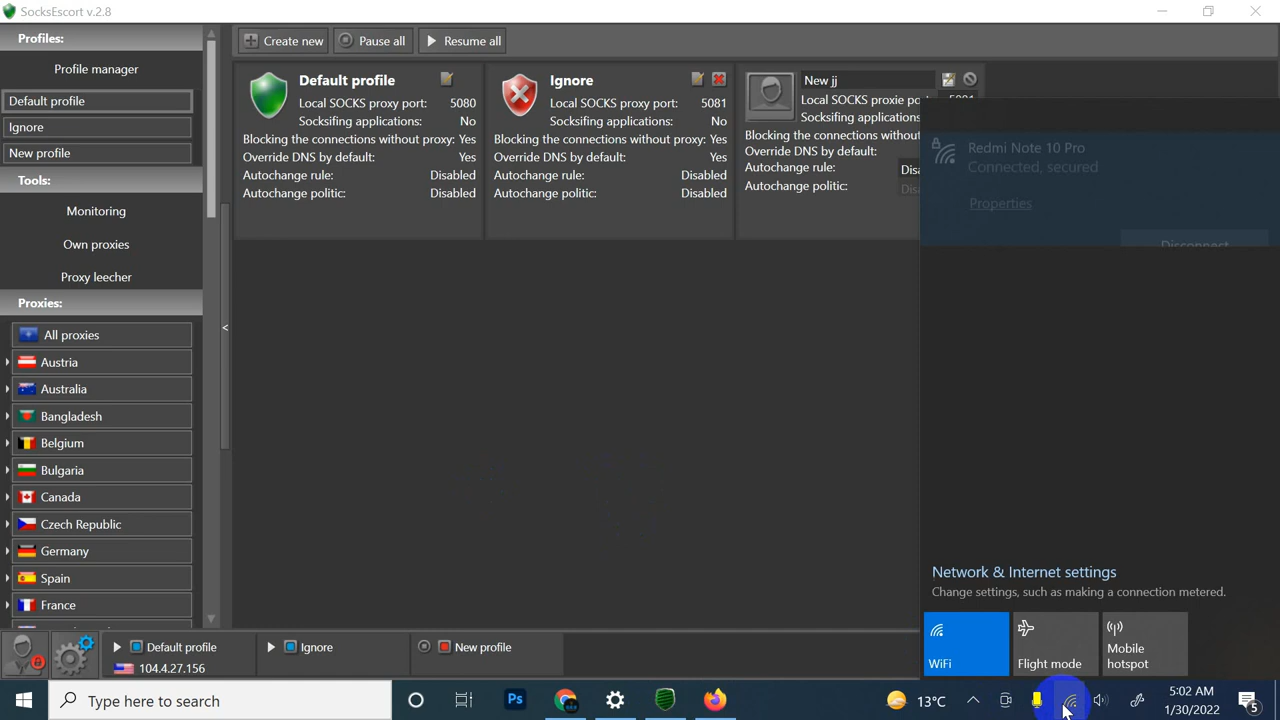 SocksEscort v.2.8
Profiles:
Profile manager
Default profile
Ignore
New profile
Tools:
Monitoring
Own proxies
Proxy leecher
Proxies:
All proxies
Austria
Australia
Bangladesh
Belgium
Bulgaria
Canada
Czech Republic
Germany
Spain
France
Create new
Pause all
Resume all
Default profile
Local SOCKS proxy port: 5080
Socksifing applications: No
Blocking the connections without proxy: Yes
Override DNS by default: Yes
Autochange rule: Disabled
Autochange politic: Disabled
Ignore
Local SOCKS proxy port: 5081
Socksifing applications: No
Blocking the connections without proxy: Yes
Override DNS by default: Yes
Autochange rule: Disabled
Autochange politic: Disabled
New jj
Local SOCKS proxie
Socksifing applications:
Blocking the connections without
Override DNS by default:
Autochange rule:
Autochange politic:
Redmi Note 10 Pro
Connected, secured
Properties
Disconnect
Network & Internet settings
Change settings, such as making a connection metered.
WiFi
Flight mode
Mobile
hotspot
Default profile
104.4.27.156
Ignore
New profile
Type here to search
Ps
13°C
5:02 AM
1/30/2022
5